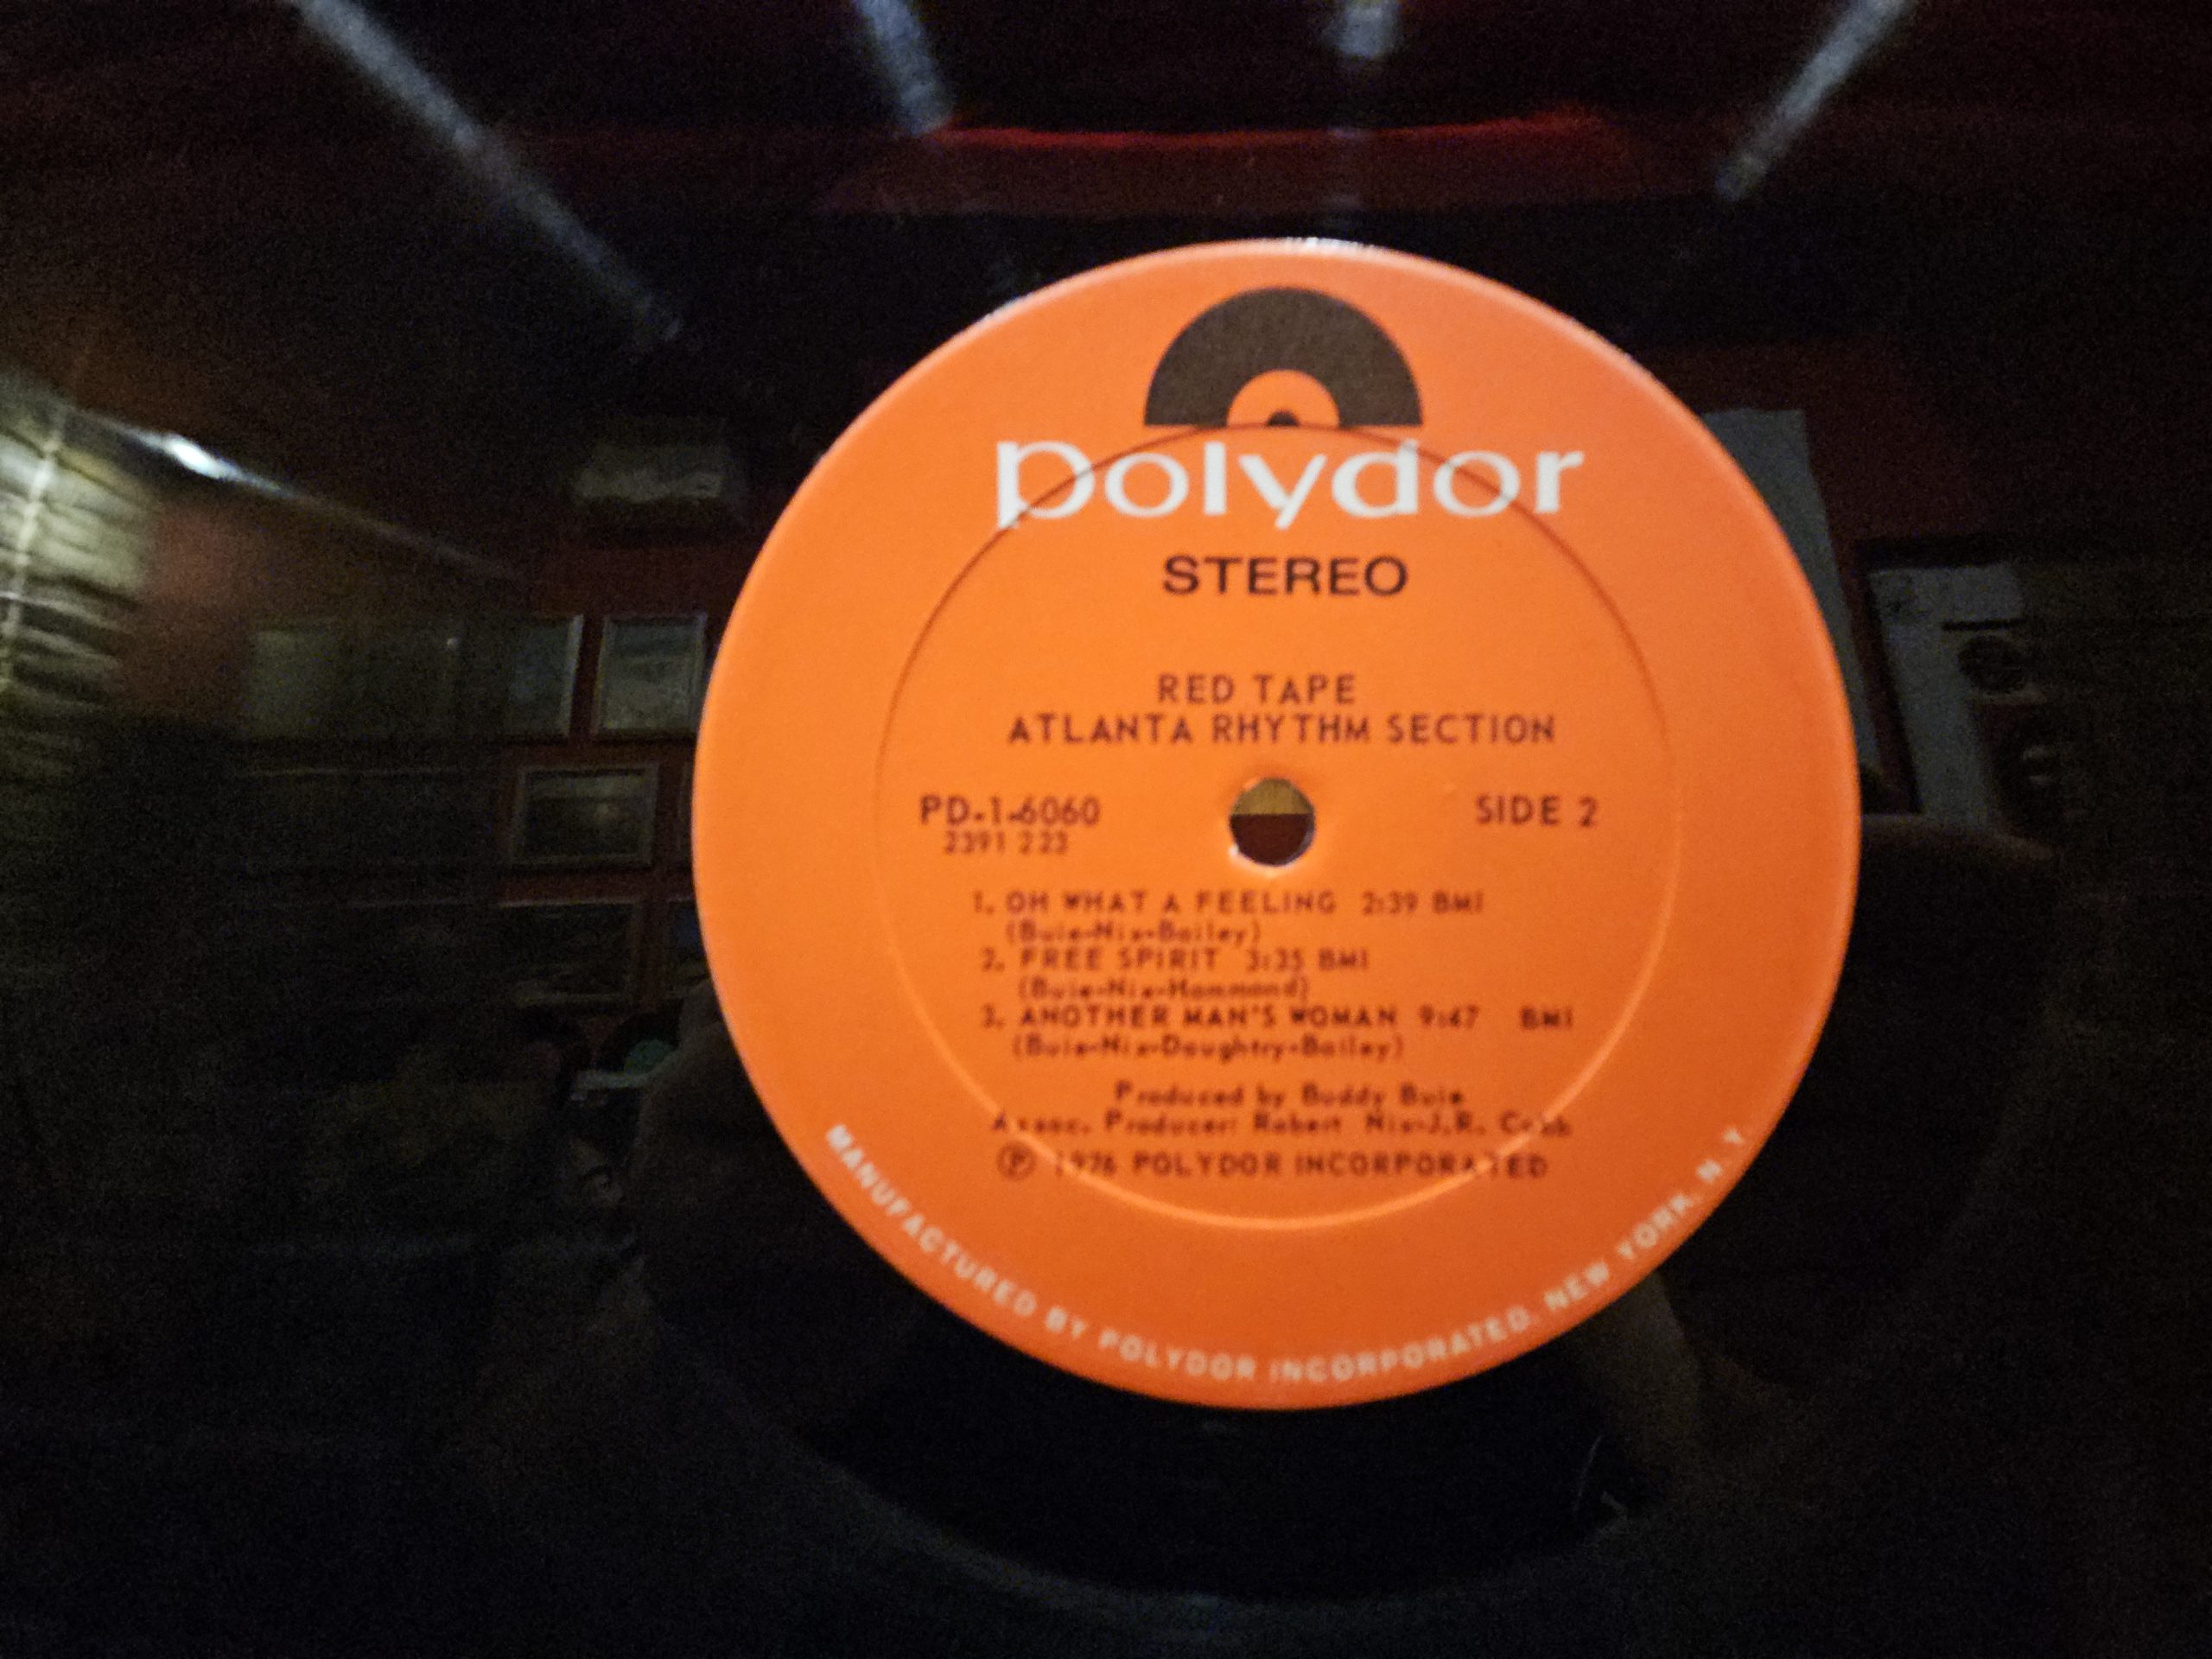 polydor
STEREO
RED TAPE
ATLANTA RHYTHM SECTION
PD-1-6060
2391 223
SIDE 2
1. OH WHAT A FEELING 2:39 BMI
(Buie-Nix-Bailey)
2. FREE SPIRIT 3:35 BMI
(Buie-Nix-Hammond)
3. ANOTHER MAN'S WOMAN 9:47 BMI
(Buie-Nix-Daughtry-Bailey)
Produced by Buddy Buie
Assoc. Producer: Robert Nix-J.R. Cobb
Ⓟ 1976 POLYDOR INCORPORATED
MANUFACTURED BY POLYDOR INCORPORATED, NEW YORK, N.Y.